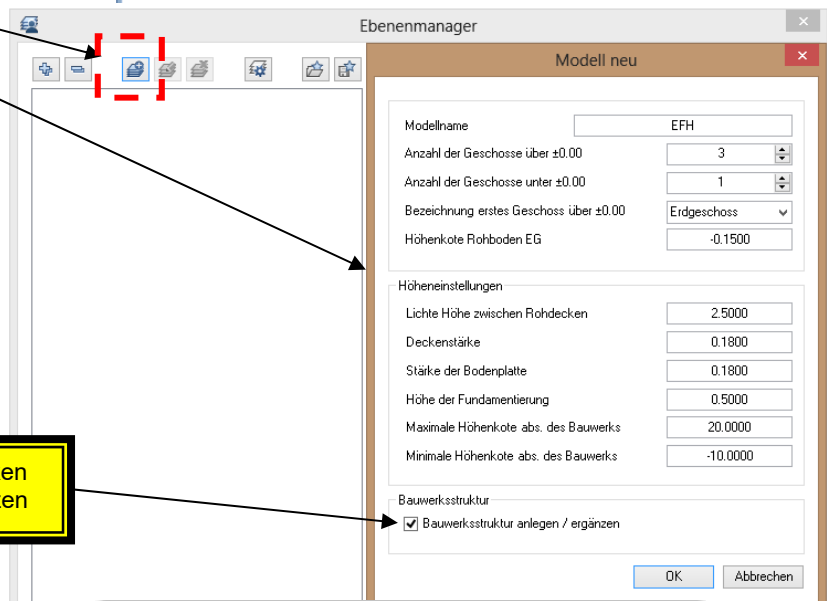 Ebenenmanager
Modell neu
Modellname EFH
Anzahl der Geschosse über ±0.00 3
Anzahl der Geschosse unter ±0.00 1
Bezeichnung erstes Geschoss über ±0.00 Erdgeschoss
Höhenkote Rohboden EG -0.1500
Höheneinstellungen
Lichte Höhe zwischen Rohdecken 2.5000
Deckenstärke 0.1800
Stärke der Bodenplatte 0.1800
Höhe der Fundamentierung 0.5000
Maximale Höhenkote abs. des Bauwerks 20.0000
Minimale Höhenkote abs. des Bauwerks -10.0000
Bauwerksstruktur
Bauwerksstruktur anlegen / ergänzen
OK Abbrechen